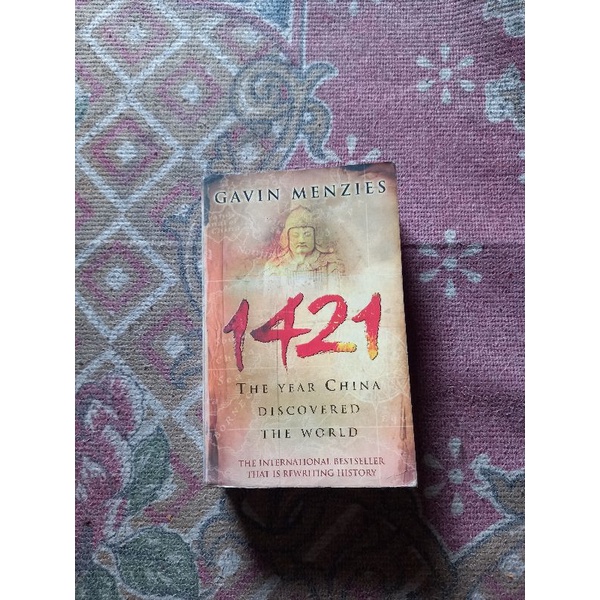 GAVIN MENZIES
1421
THE YEAR CHINA
DISCOVERED
THE WORLD
THE INTERNATIONAL BESTSELLER
THAT IS REWRITING HISTORY